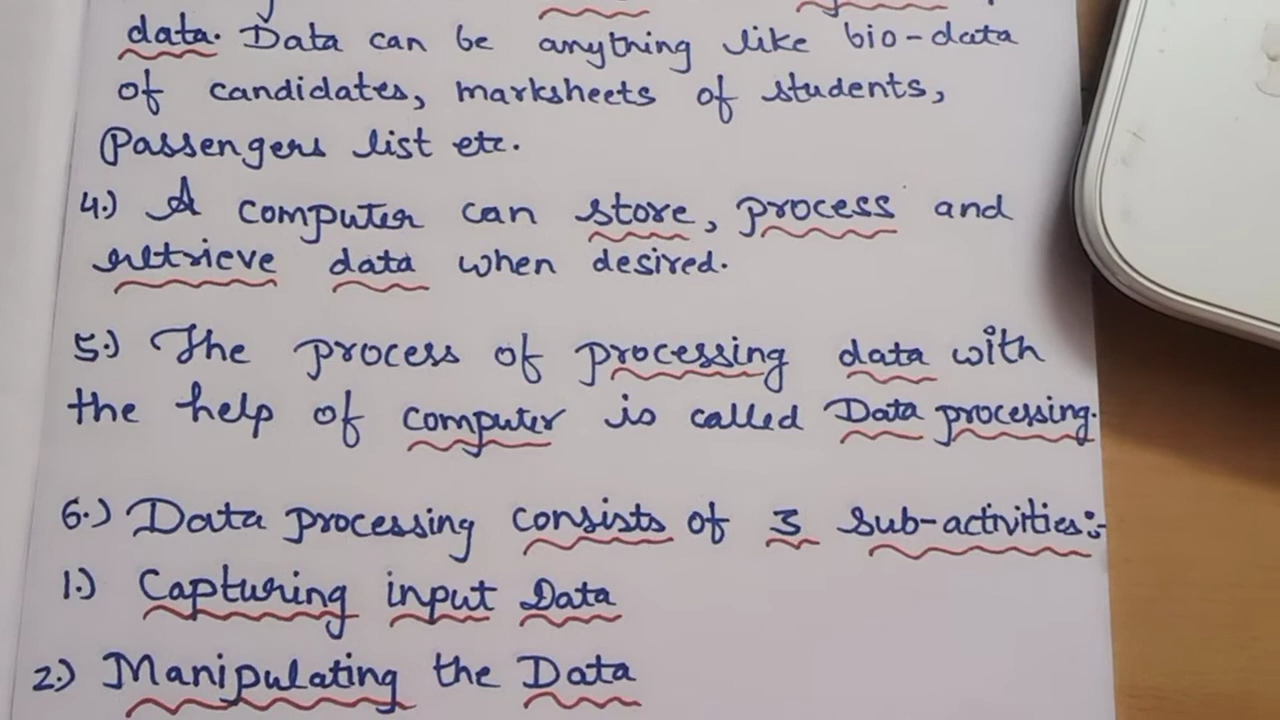 data. Data can be anything like bio-data
of candidates, marksheets of students,
Passengers list etc.
4.) A computer can store, process and
retrieve data when desired.
5.) The process of processing data with
the help of computer is called Data processing.
6.) Data processing consists of 3 sub-activities:-
1.) Capturing input Data
2.) Manipulating the Data